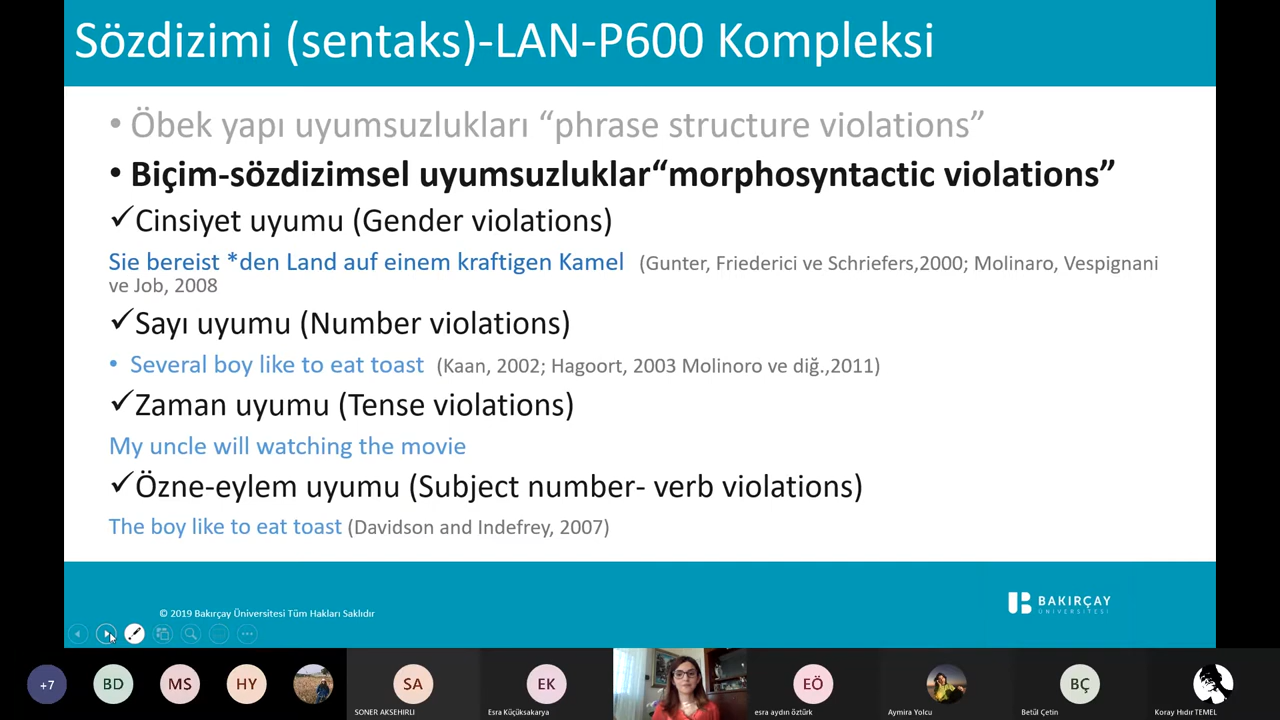 Sözdizimi (sentaks)-LAN-P600 Kompleksi
• Öbek yapı uyumsuzlukları “phrase structure violations”
• Biçim-sözdizimsel uyumsuzluklar“morphosyntactic violations”
✓Cinsiyet uyumu (Gender violations)
Sie bereist *den Land auf einem kraftigen Kamel (Gunter, Friederici ve Schriefers,2000; Molinaro, Vespignani
ve Job, 2008
✓Sayı uyumu (Number violations)
• Several boy like to eat toast (Kaan, 2002; Hagoort, 2003 Molinoro ve diğ.,2011)
✓Zaman uyumu (Tense violations)
My uncle will watching the movie
✓Özne-eylem uyumu (Subject number- verb violations)
The boy like to eat toast (Davidson and Indefrey, 2007)
© 2019 Bakırçay Üniversitesi Tüm Hakları Saklıdır
BAKIRÇAY
ÜNİVERSİTESİ
+7
BD
MS
HY
SA
EK
EÖ
BÇ
SONER AKSEHIRLI
Esra Küçüksakarya
esra aydın öztürk
Aymira Yolcu
Betül Çetin
Koray Hıdır TEMEL